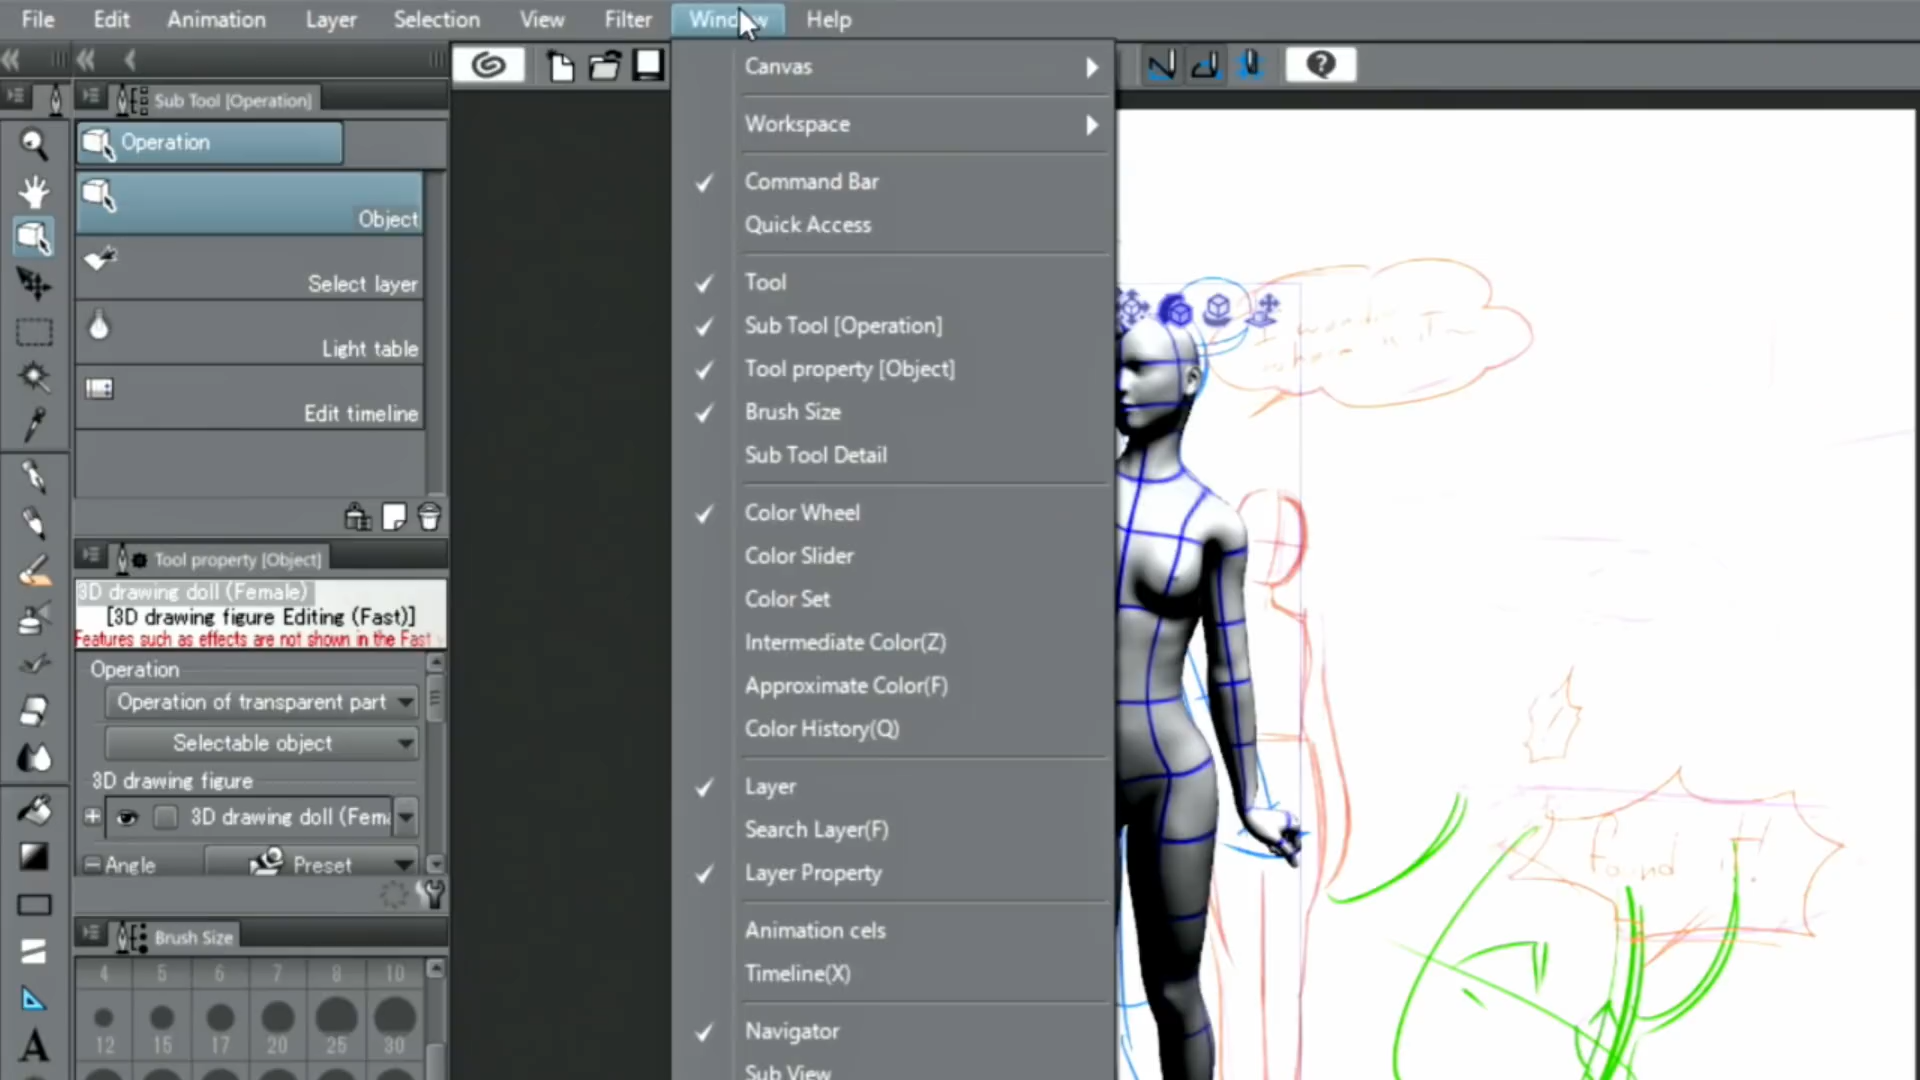 File Edit Animation Layer Selection View Filter Window Help
Sub Tool [Operation]
Operation
Object
Select layer
Light table
Edit timeline
Tool property [Object]
3D drawing doll (Female)
[3D drawing figure Editing (Fast)]
Features such as effects are not shown in the Fast
Operation
Operation of transparent part
Selectable object
3D drawing figure
3D drawing doll (Fem
Angle Preset
Brush Size
4 5 6 7 8 10
12 15 17 20 25 30
A
Canvas
Workspace
Command Bar
Quick Access
Tool
Sub Tool [Operation]
Tool property [Object]
Brush Size
Sub Tool Detail
Color Wheel
Color Slider
Color Set
Intermediate Color(Z)
Approximate Color(F)
Color History(Q)
Layer
Search Layer(F)
Layer Property
Animation cels
Timeline(X)
Navigator
Sub View
found it!